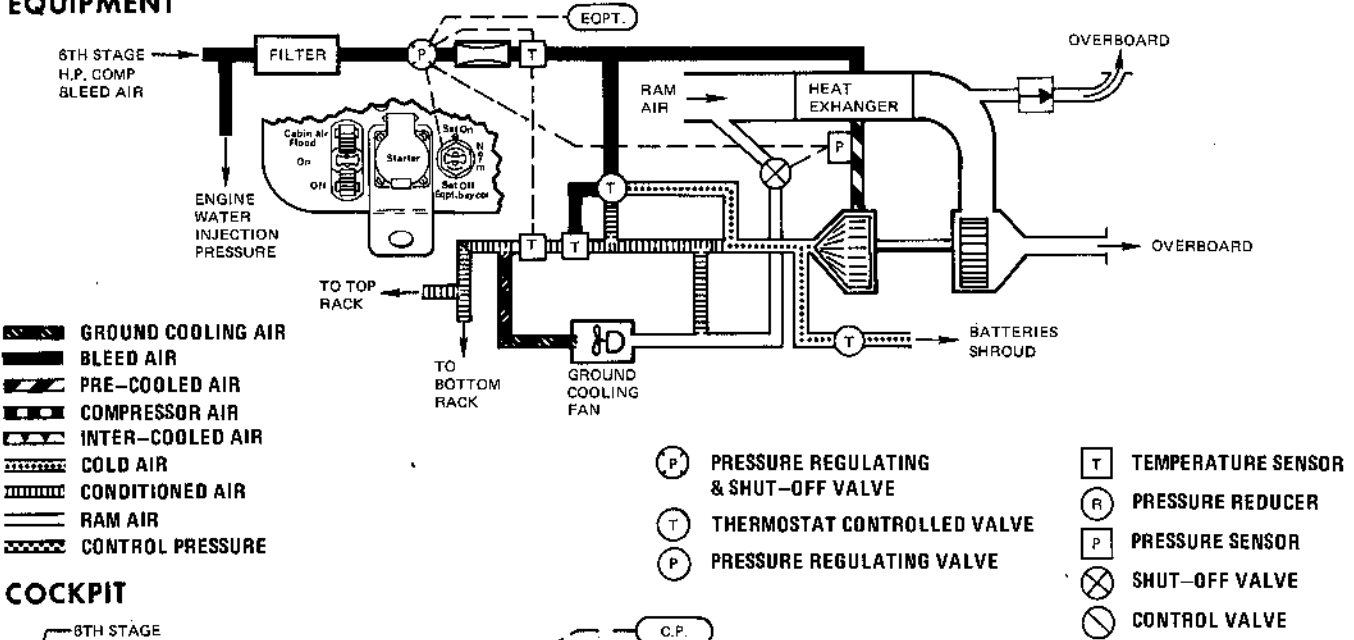 EQUIPMENT
EQPT.
6TH STAGE
H.P. COMP
BLEED AIR
FILTER
P
T
OVERBOARD
RAM
AIR
HEAT
EXHANGER
P
Cabin air
Flood
On
Off
Starter
Set On
Set Off
T
ENGINE
WATER
INJECTION
PRESSURE
T
T
OVERBOARD
TO TOP
RACK
TO
BOTTOM
RACK
GROUND
COOLING
FAN
T
BATTERIES
SHROUD
GROUND COOLING AIR
BLEED AIR
PRE-COOLED AIR
COMPRESSOR AIR
INTER-COOLED AIR
COLD AIR
CONDITIONED AIR
RAM AIR
CONTROL PRESSURE
P PRESSURE REGULATING
& SHUT-OFF VALVE
T THERMOSTAT CONTROLLED VALVE
P PRESSURE REGULATING VALVE
T TEMPERATURE SENSOR
R PRESSURE REDUCER
P PRESSURE SENSOR
SHUT-OFF VALVE
CONTROL VALVE
COCKPIT
6TH STAGE
C.P.